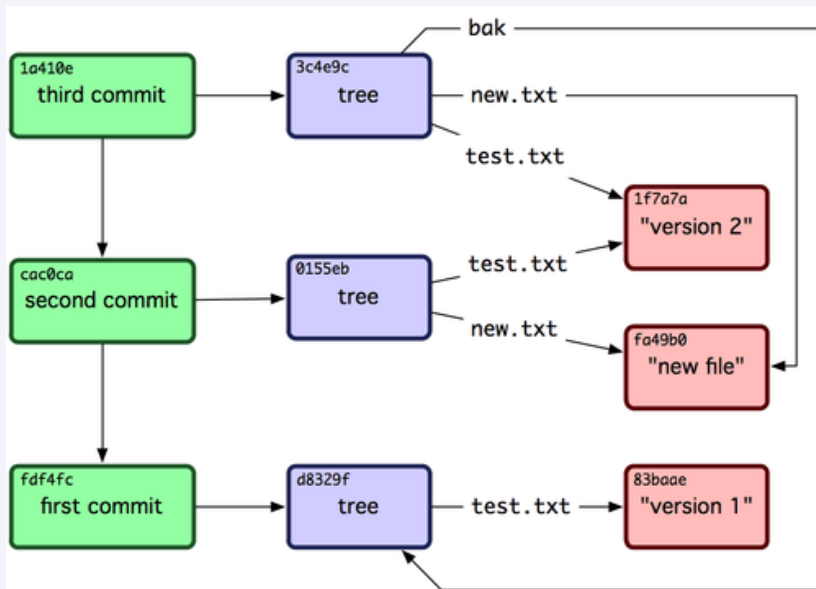 bak
1a410e
third commit
3c4e9c
tree
new.txt
test.txt
1f7a7a
"version 2"
cac0ca
second commit
0155eb
tree
test.txt
new.txt
fa49b0
"new file"
fdf4fc
first commit
d8329f
tree
test.txt
83baae
"version 1"